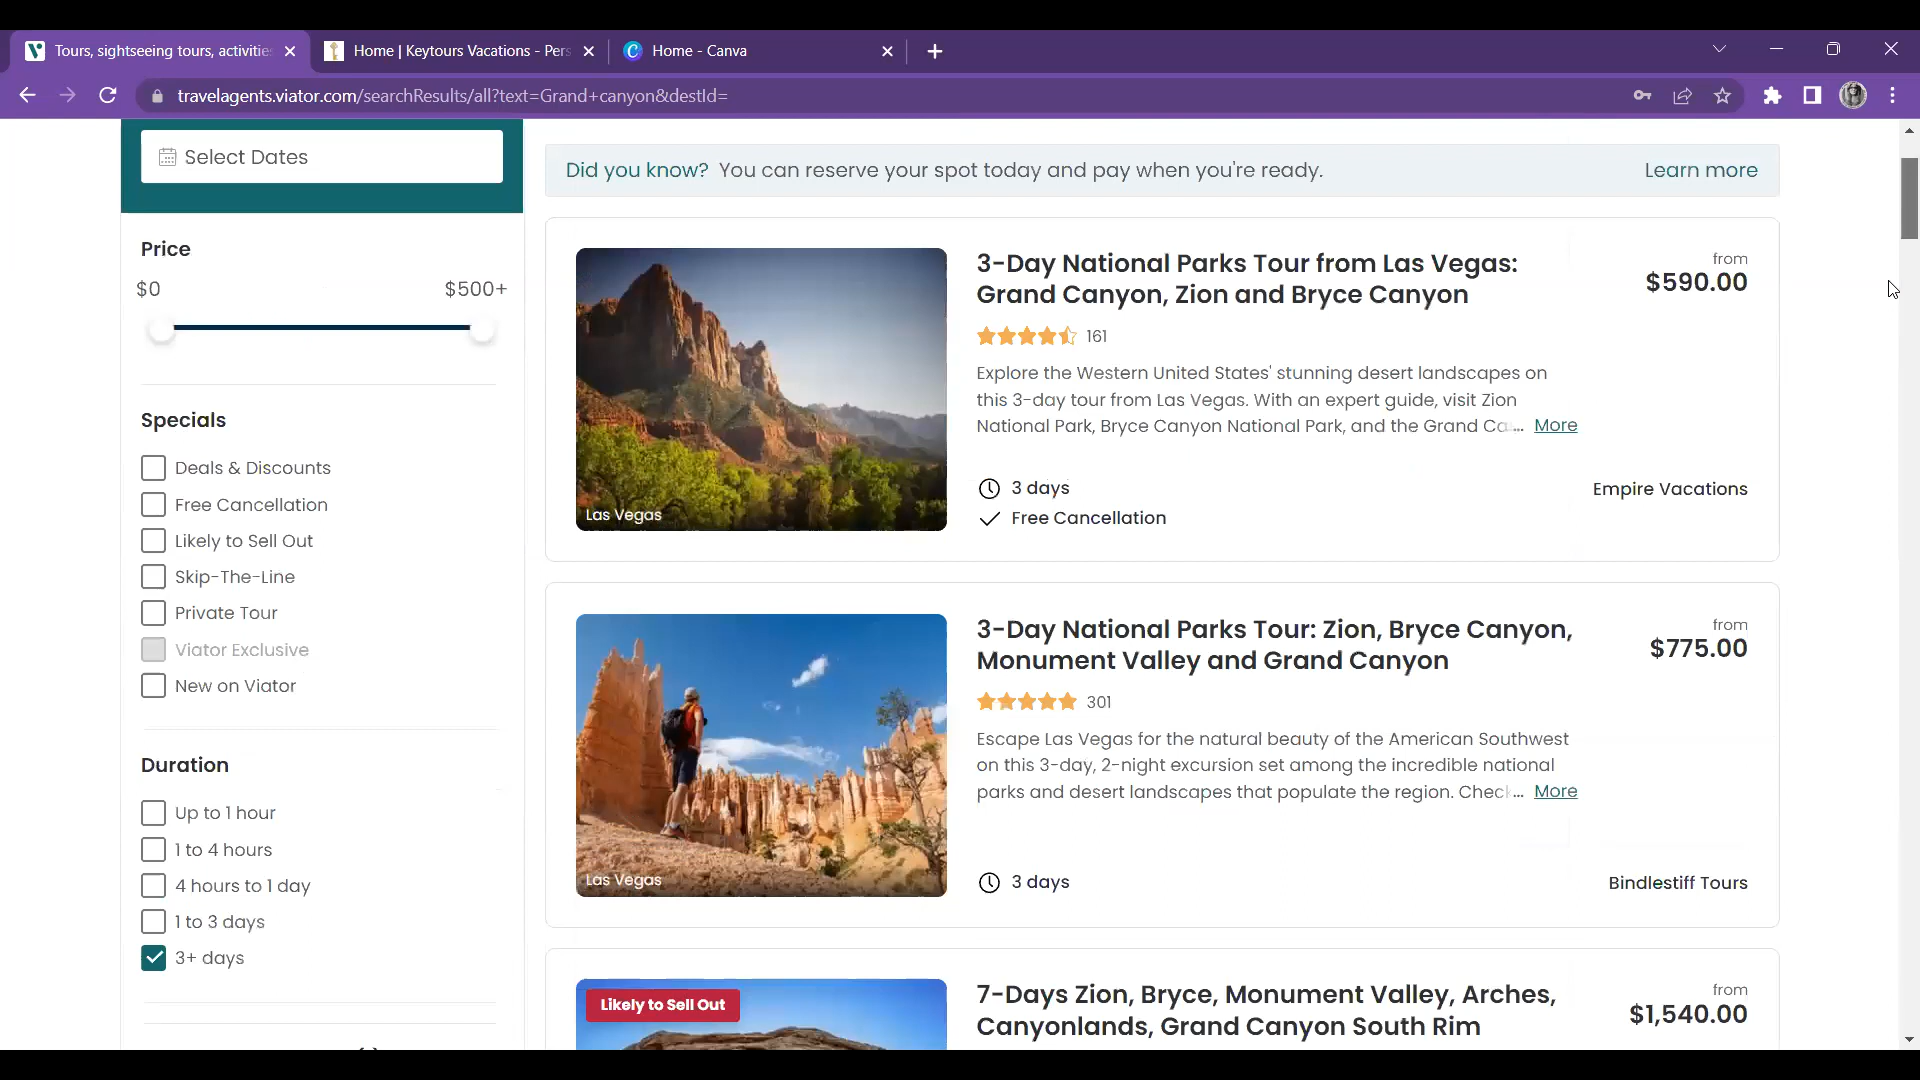 Tours, sightseeing tours, activitie
Home | Keytours Vacations - Pers
Home - Canva
travelagents.viator.com/searchResults/all?text=Grand+canyon&destId=
Select Dates
Did you know? You can reserve your spot today and pay when you're ready.
Learn more
Price
$0
$500+
Specials
Deals & Discounts
Free Cancellation
Likely to Sell Out
Skip-The-Line
Private Tour
Viator Exclusive
New on Viator
Duration
Up to 1 hour
1 to 4 hours
4 hours to 1 day
1 to 3 days
3+ days
Las Vegas
3-Day National Parks Tour from Las Vegas:
Grand Canyon, Zion and Bryce Canyon
from
$590.00
161
Explore the Western United States' stunning desert landscapes on
this 3-day tour from Las Vegas. With an expert guide, visit Zion
National Park, Bryce Canyon National Park, and the Grand Ca... More
3 days
Free Cancellation
Empire Vacations
Las Vegas
3-Day National Parks Tour: Zion, Bryce Canyon,
Monument Valley and Grand Canyon
from
$775.00
301
Escape Las Vegas for the natural beauty of the American Southwest
on this 3-day, 2-night excursion set among the incredible national
parks and desert landscapes that populate the region. Check... More
3 days
Bindlestiff Tours
Likely to Sell Out
7-Days Zion, Bryce, Monument Valley, Arches,
Canyonlands, Grand Canyon South Rim
from
$1,540.00